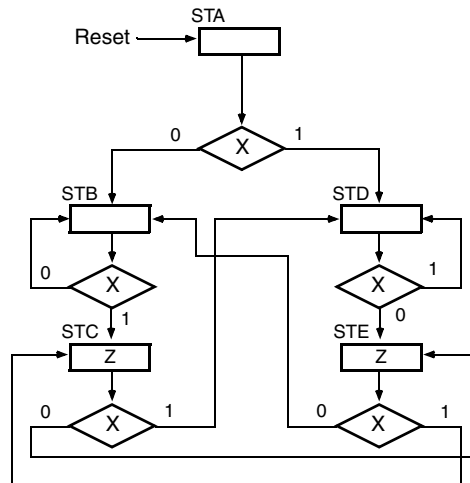 STA
Reset
0 X 1
STB STD
0 X X 1
1 0
STC STE
Z Z
0 X 1 0 X 1